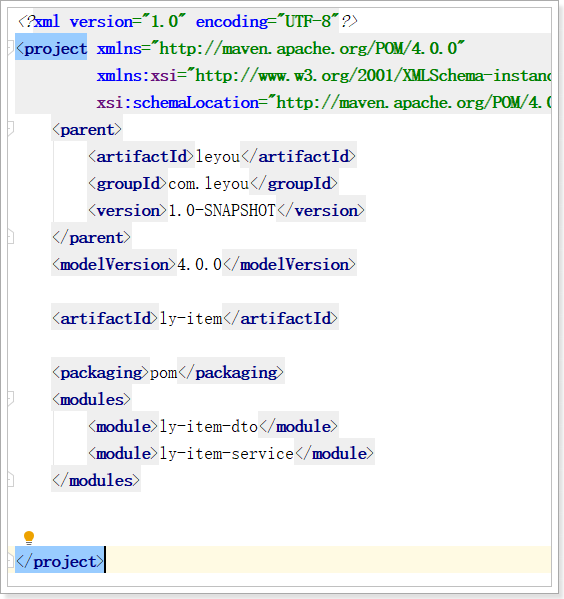 <?xml version="1.0" encoding="UTF-8"?>
<project xmlns="http://maven.apache.org/POM/4.0.0"
xmlns:xsi="http://www.w3.org/2001/XMLSchema-instanc
xsi:schemaLocation="http://maven.apache.org/POM/4.0
<parent>
<artifactId>leyou</artifactId>
<groupId>com.leyou</groupId>
<version>1.0-SNAPSHOT</version>
</parent>
<modelVersion>4.0.0</modelVersion>
<artifactId>ly-item</artifactId>
<packaging>pom</packaging>
<modules>
<module>ly-item-dto</module>
<module>ly-item-service</module>
</modules>
</project>